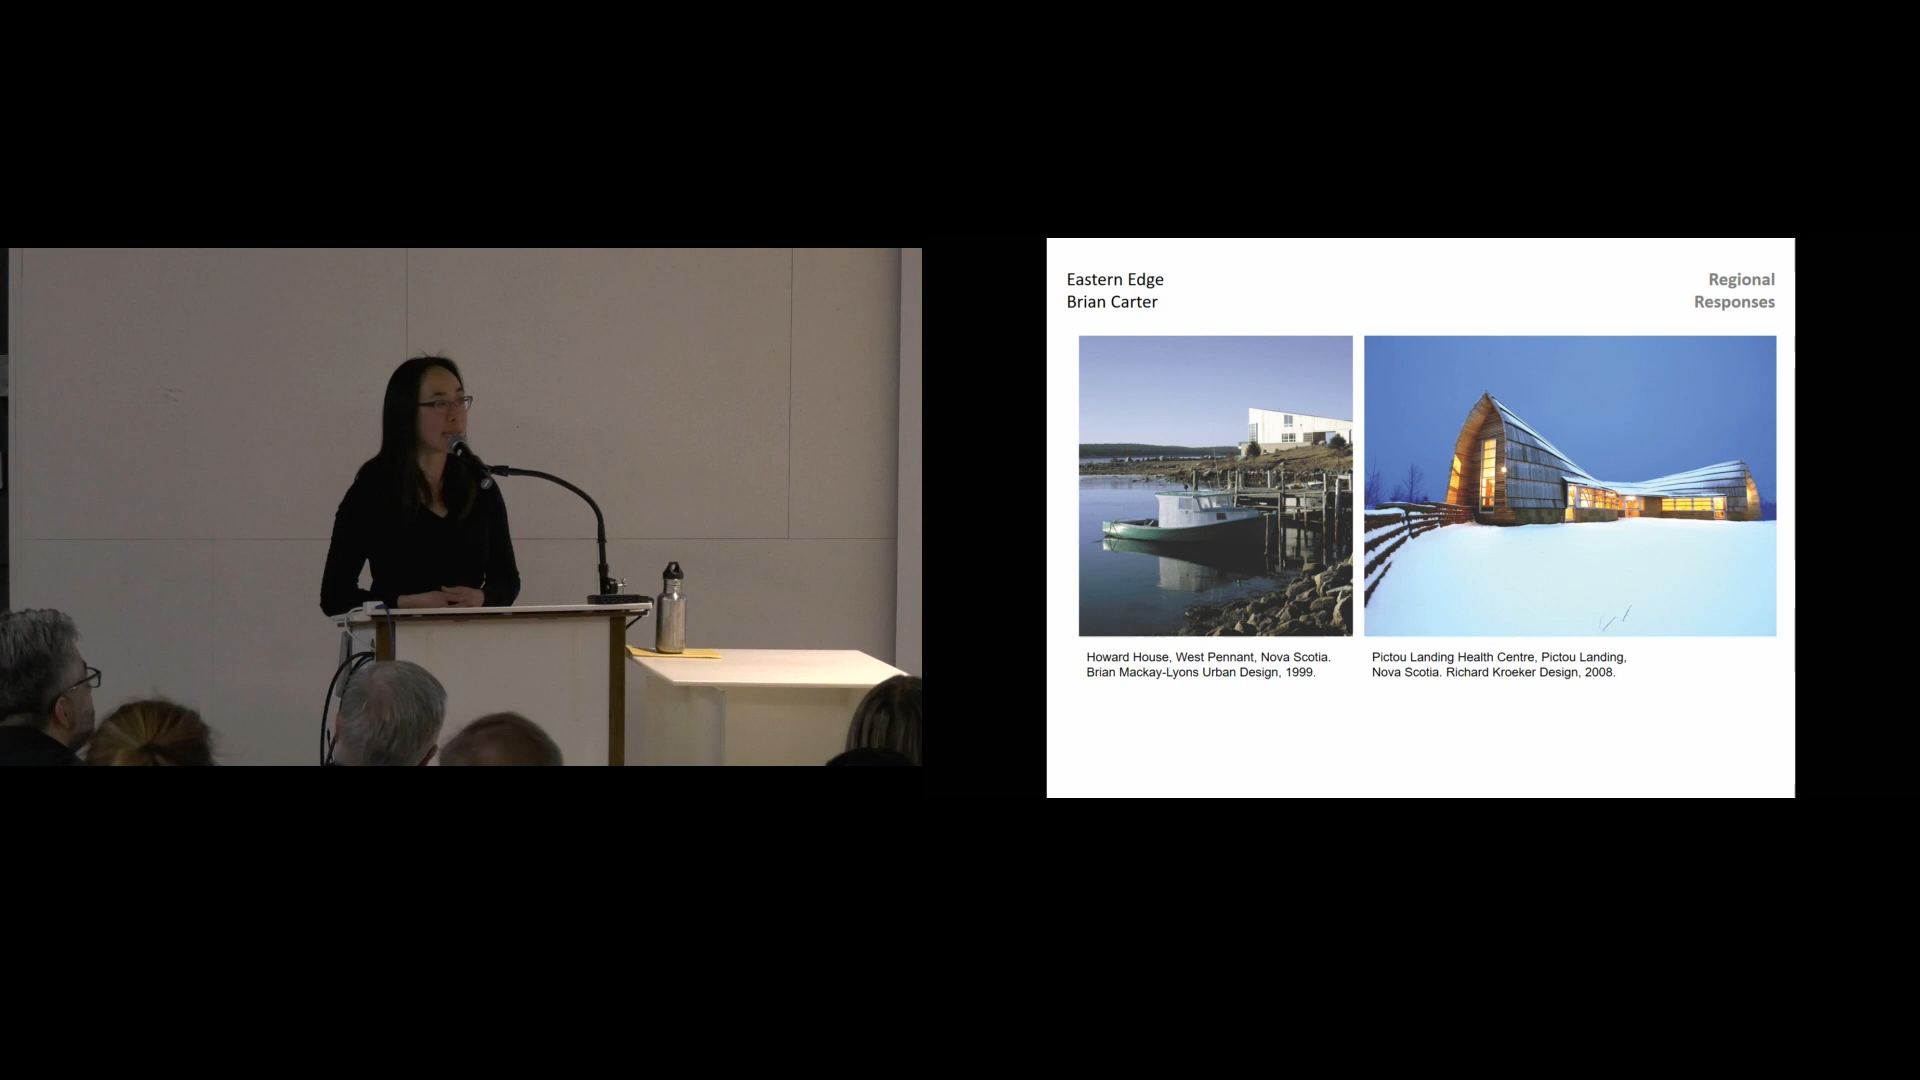 Eastern Edge
Brian Carter
Regional
Responses
Howard House, West Pennant, Nova Scotia.
Brian Mackay-Lyons Urban Design, 1999.
Pictou Landing Health Centre, Pictou Landing,
Nova Scotia. Richard Kroeker Design, 2008.